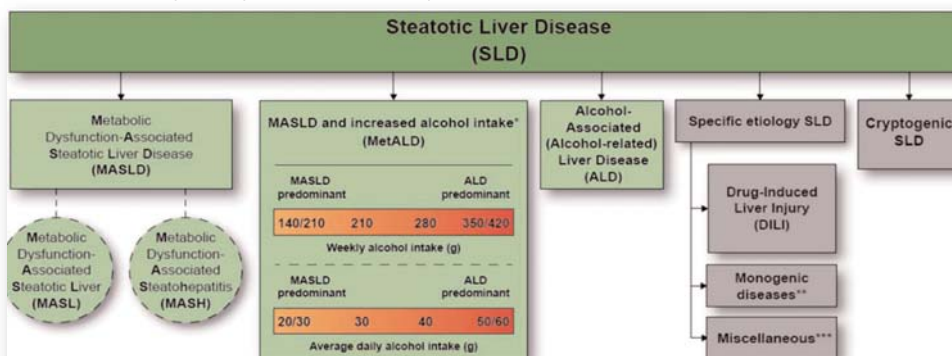 Steatotic Liver Disease
(SLD)
Metabolic
Dysfunction-Associated
Steatotic Liver Disease
(MASLD)
Metabolic
Dysfunction-
Associated
Steatotic Liver
(MASL)
Metabolic
Dysfunction-
Associated
Steatohepatitis
(MASH)
MASLD and increased alcohol intake*
(MetALD)
MASLD predominant
ALD predominant
140/210 210 280 350/420
Weekly alcohol intake (g)
MASLD predominant
ALD predominant
20/30 30 40 50/60
Average daily alcohol intake (g)
Alcohol-
Associated
(Alcohol-related)
Liver Disease
(ALD)
Specific etiology SLD
Drug-Induced
Liver Injury
(DILI)
Monogenic
diseases**
Miscellaneous***
Cryptogenic
SLD